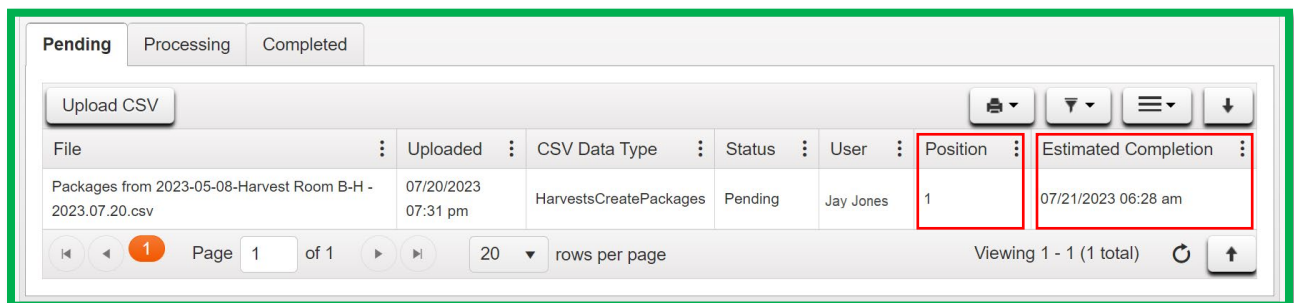 Pending Processing Completed
Upload CSV
File Uploaded CSV Data Type Status User Position Estimated Completion
Packages from 2023-05-08-Harvest Room B-H -
2023.07.20.csv
07/20/2023
07:31 pm
HarvestsCreatePackages Pending Jay Jones 1 07/21/2023 06:28 am
1 Page 1 of 1 20 rows per page Viewing 1 - 1 (1 total)